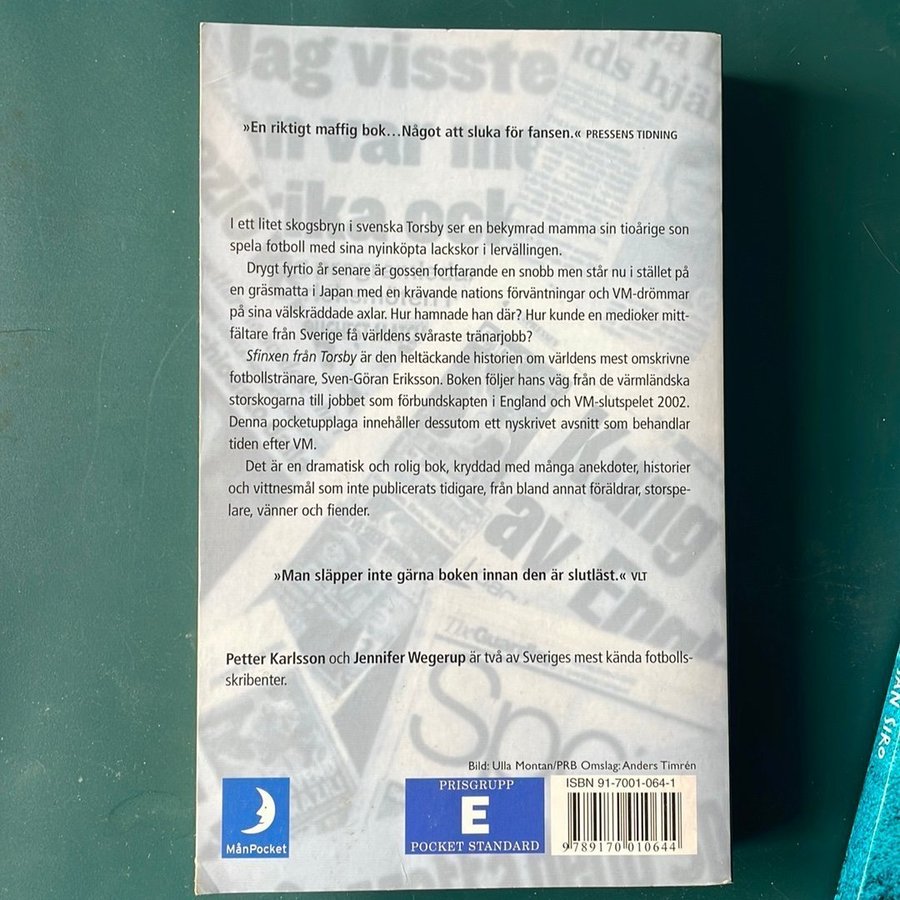 Jag visste
»En riktigt maffig bok...Något att sluka för fansen.« PRESSENS TIDNING
I ett litet skogsbryn i svenska Torsby ser en bekymrad mamma sin tioårige son
spela fotboll med sina nyinköpta lackskor i lervällingen.
Drygt fyrtio år senare är gossen fortfarande en snobb men står nu i stället på
en gräsmatta i Japan med en krävande nations förväntningar och VM-drömmar
på sina välskräddade axlar. Hur hamnade han där? Hur kunde en medioker mitt-
fältare från Sverige få världens svåraste tränarjobb?
Sfinxen från Torsby är den heltäckande historien om världens mest omskrivne
fotbollstränare, Sven-Göran Eriksson. Boken följer hans väg från de värmländska
storskogarna till jobbet som förbundskapten i England och VM-slutspelet 2002.
Denna pocketupplaga innehåller dessutom ett nyskrivet avsnitt som behandlar
tiden efter VM.
Det är en dramatisk och rolig bok, kryddad med många anekdoter, historier
och vittnesmål som inte publicerats tidigare, från bland annat föräldrar, storspe-
lare, vänner och fiender.
Kung
av Engl
»Man släpper inte gärna boken innan den är slutläst.« VLT
Petter Karlsson och Jennifer Wegerup är två av Sveriges mest kända fotbolls-
skribenter.
Bild: Ulla Montan/PRB Omslag: Anders Timrén
MånPocket
PRISGRUPP
E
POCKET STANDARD
ISBN 91-7001-064-1
9789170010644
SAN SIRO